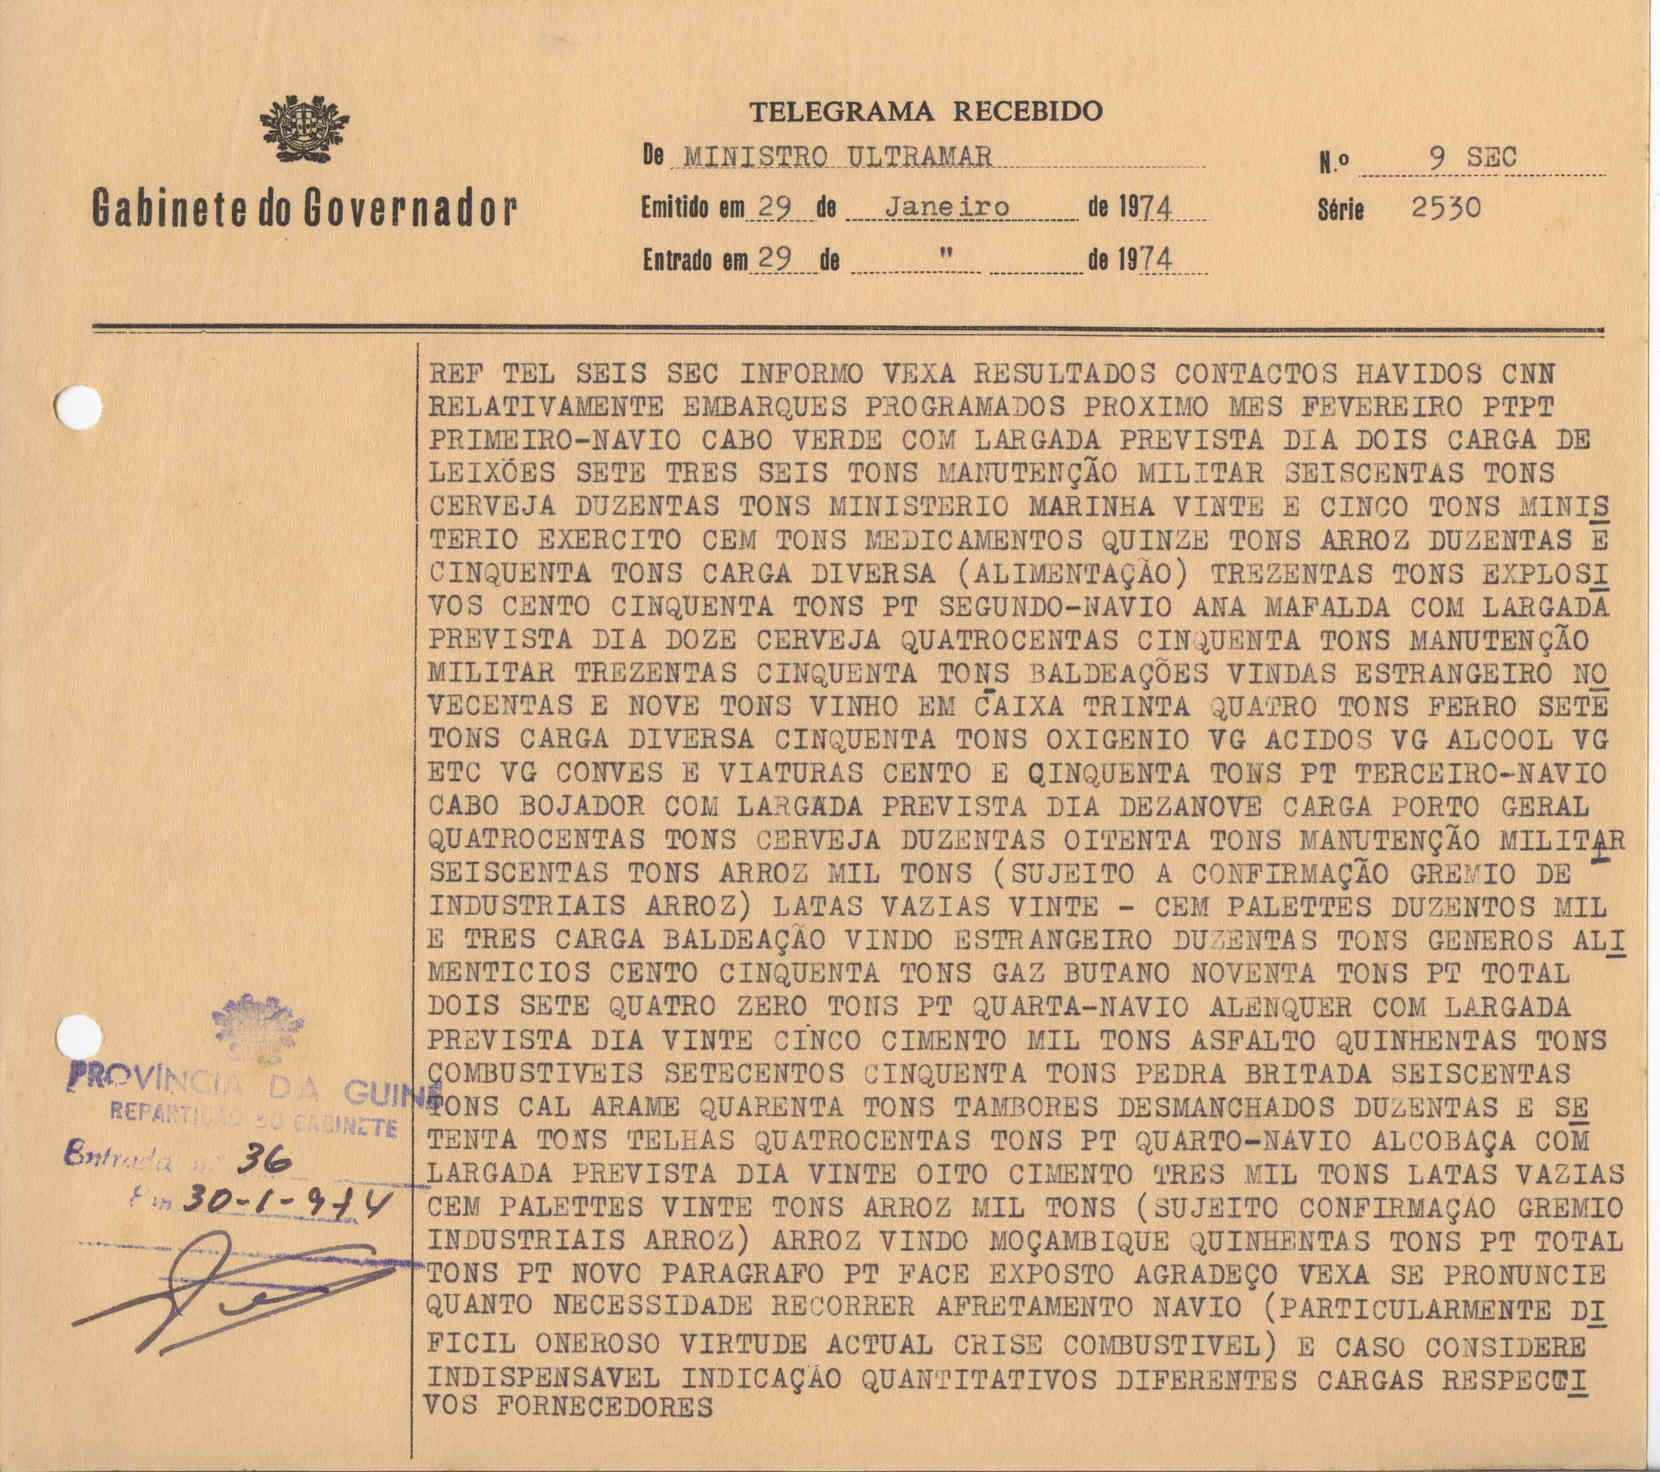 TELEGRAMA RECEBIDO
Gabinete do Governador
De MINISTRO ULTRAMAR
N.º 9 SEC
Emitido em 29 de Janeiro de 1974
Série 2530
Entrado em 29 de " de 1974
REF TEL SEIS SEC INFORMO VEXA RESULTADOS CONTACTOS HAVIDOS CNN
RELATIVAMENTE EMBARQUES PROGRAMADOS PROXIMO MES FEVEREIRO PTPT
PRIMEIRO-NAVIO CABO VERDE COM LARGADA PREVISTA DIA DOIS CARGA DE
LEIXÕES SETE TRES SEIS TONS MANUTENÇÃO MILITAR SEISCENTAS TONS
CERVEJA DUZENTAS TONS MINISTERIO MARINHA VINTE E CINCO TONS MINIS
TERIO EXERCITO CEM TONS MEDICAMENTOS QUINZE TONS ARROZ DUZENTAS E
CINQUENTA TONS CARGA DIVERSA (ALIMENTAÇÃO) TREZENTAS TONS EXPLOSI
VOS CENTO CINQUENTA TONS PT SEGUNDO-NAVIO ANA MAFALDA COM LARGADA
PREVISTA DIA DOZE CERVEJA QUATROCENTAS CINQUENTA TONS MANUTENÇÃO
MILITAR TREZENTAS CINQUENTA TONS BALDEAÇÕES VINDAS ESTRANGEIRO NO
VECENTAS E NOVE TONS VINHO EM CAIXA TRINTA QUATRO TONS FERRO SETE
TONS CARGA DIVERSA CINQUENTA TONS OXIGENIO VG ACIDOS VG ALCOOL VG
ETC VG CONVES E VIATURAS CENTO E QINQUENTA TONS PT TERCEIRO-NAVIO
CABO BOJADOR COM LARGADA PREVISTA DIA DEZANOVE CARGA PORTO GERAL
QUATROCENTAS TONS CERVEJA DUZENTAS OITENTA TONS MANUTENÇÃO MILITAR
SEISCENTAS TONS ARROZ MIL TONS (SUJEITO A CONFIRMAÇÃO GREMIO DE
INDUSTRIAIS ARROZ) LATAS VAZIAS VINTE - CEM PALETTES DUZENTOS MIL
E TRES CARGA BALDEAÇÃO VINDO ESTRANGEIRO DUZENTAS TONS GENEROS ALI
MENTICIOS CENTO CINQUENTA TONS GAZ BUTANO NOVENTA TONS PT TOTAL
DOIS SETE QUATRO ZERO TONS PT QUARTA-NAVIO ALENQUER COM LARGADA
PREVISTA DIA VINTE CINCO CIMENTO MIL TONS ASFALTO QUINHENTAS TONS
COMBUSTIVEIS SETECENTOS CINQUENTA TONS PEDRA BRITADA SEISCENTAS
TONS CAL ARAME QUARENTA TONS TAMBORES DESMANCHADOS DUZENTAS E SE
TENTA TONS TELHAS QUATROCENTAS TONS PT QUARTO-NAVIO ALCOBAÇA COM
LARGADA PREVISTA DIA VINTE OITO CIMENTO TRES MIL TONS LATAS VAZIAS
CEM PALETTES VINTE TONS ARROZ MIL TONS (SUJEITO CONFIRMAÇAO GREMIO
INDUSTRIAIS ARROZ) ARROZ VINDO MOÇAMBIQUE QUINHENTAS TONS PT TOTAL
TONS PT NOVO PARAGRAFO PT FACE EXPOSTO AGRADEÇO VEXA SE PRONUNCIE
QUANTO NECESSIDADE RECORRER AFRETAMENTO NAVIO (PARTICULARMENTE DI
FICIL ONEROSO VIRTUDE ACTUAL CRISE COMBUSTIVEL) E CASO CONSIDERE
INDISPENSAVEL INDICAÇÃO QUANTITATIVOS DIFERENTES CARGAS RESPECTI
VOS FORNECEDORES
PROVÍNCIA DA GUINÉ
REPARTIÇÃO DO GABINETE
Entrada n.º 36
Em 30-1-974